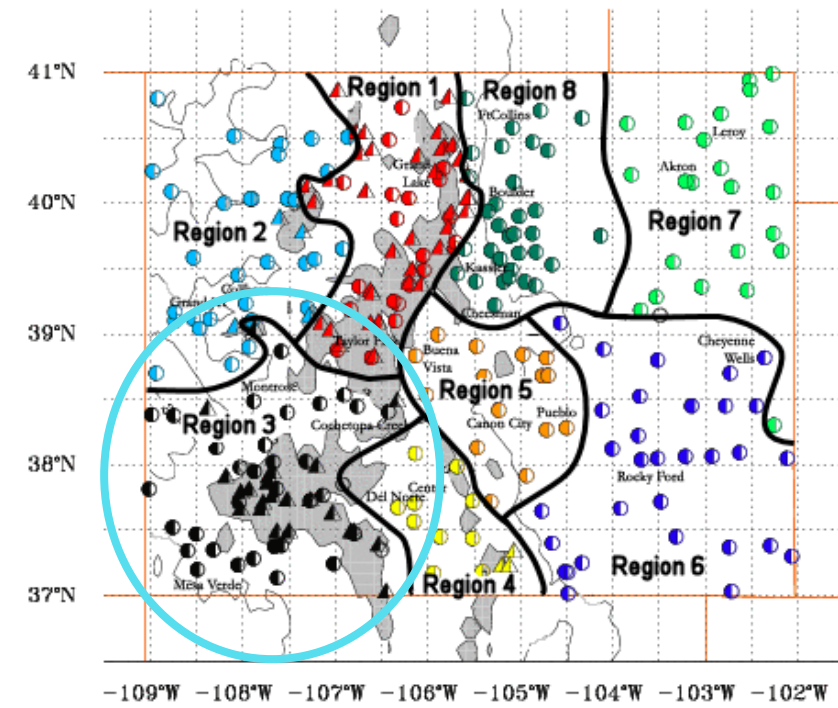 41°N
Region 1
Region 8
FtCollins
Leroy
Grand
Lake
Akron
40°N
Boulder
Region 2
Region 7
Kassler
Grand
Cheesman
39°N
Taylor
Buena
Vista
Cheyenne
Wells
Montrose
Region 5
Region 3
Pueblo
Cochetopa Creek
Canon City
38°N
Rocky Ford
Center
Del Norte
Mesa Verde
Region 4
Region 6
37°N
-109°W -108°W -107°W -106°W -105°W -104°W -103°W -102°W